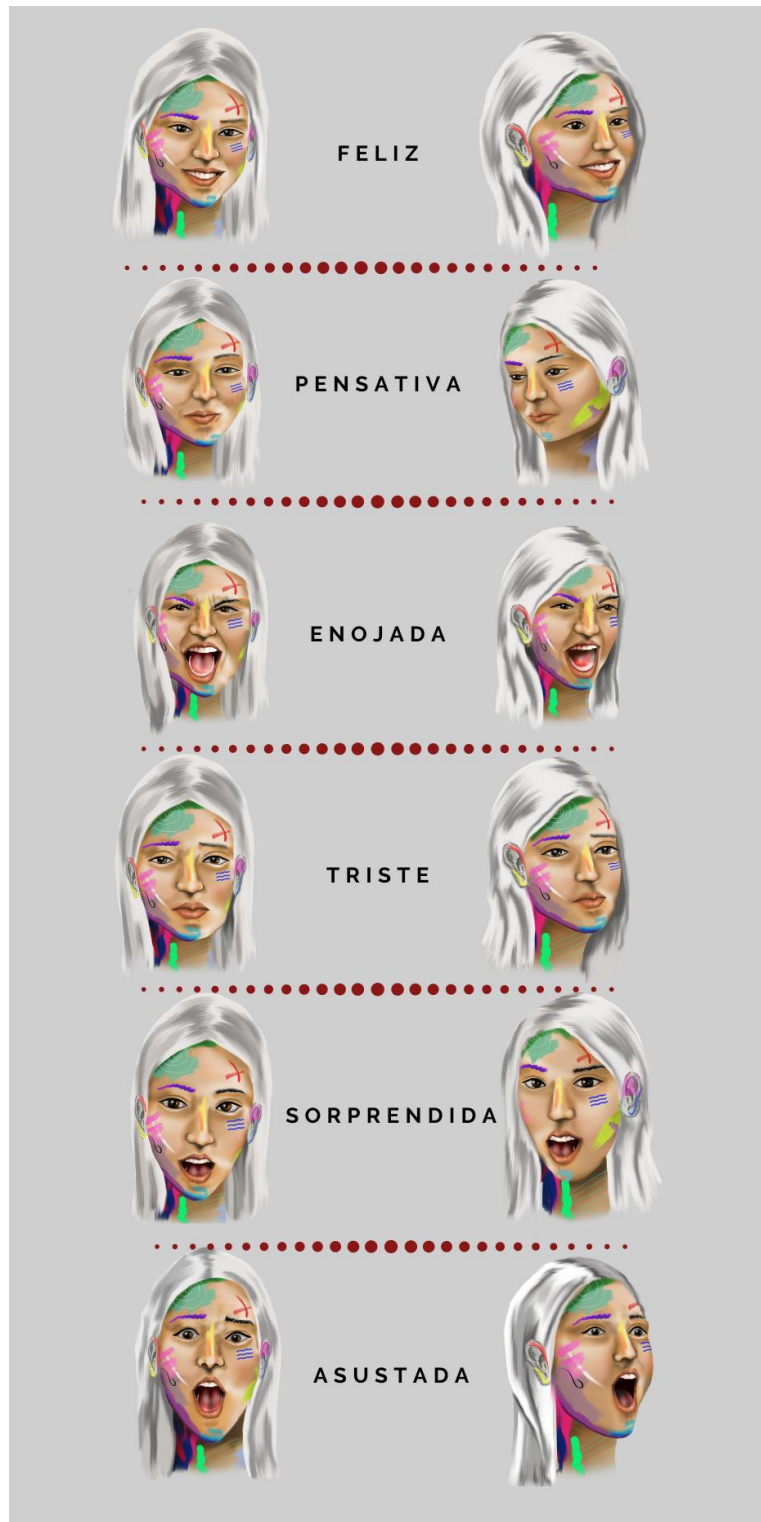 FELIZ
PENSATIVA
ENOJADA
TRISTE
SORPRENDIDA
ASUSTADA